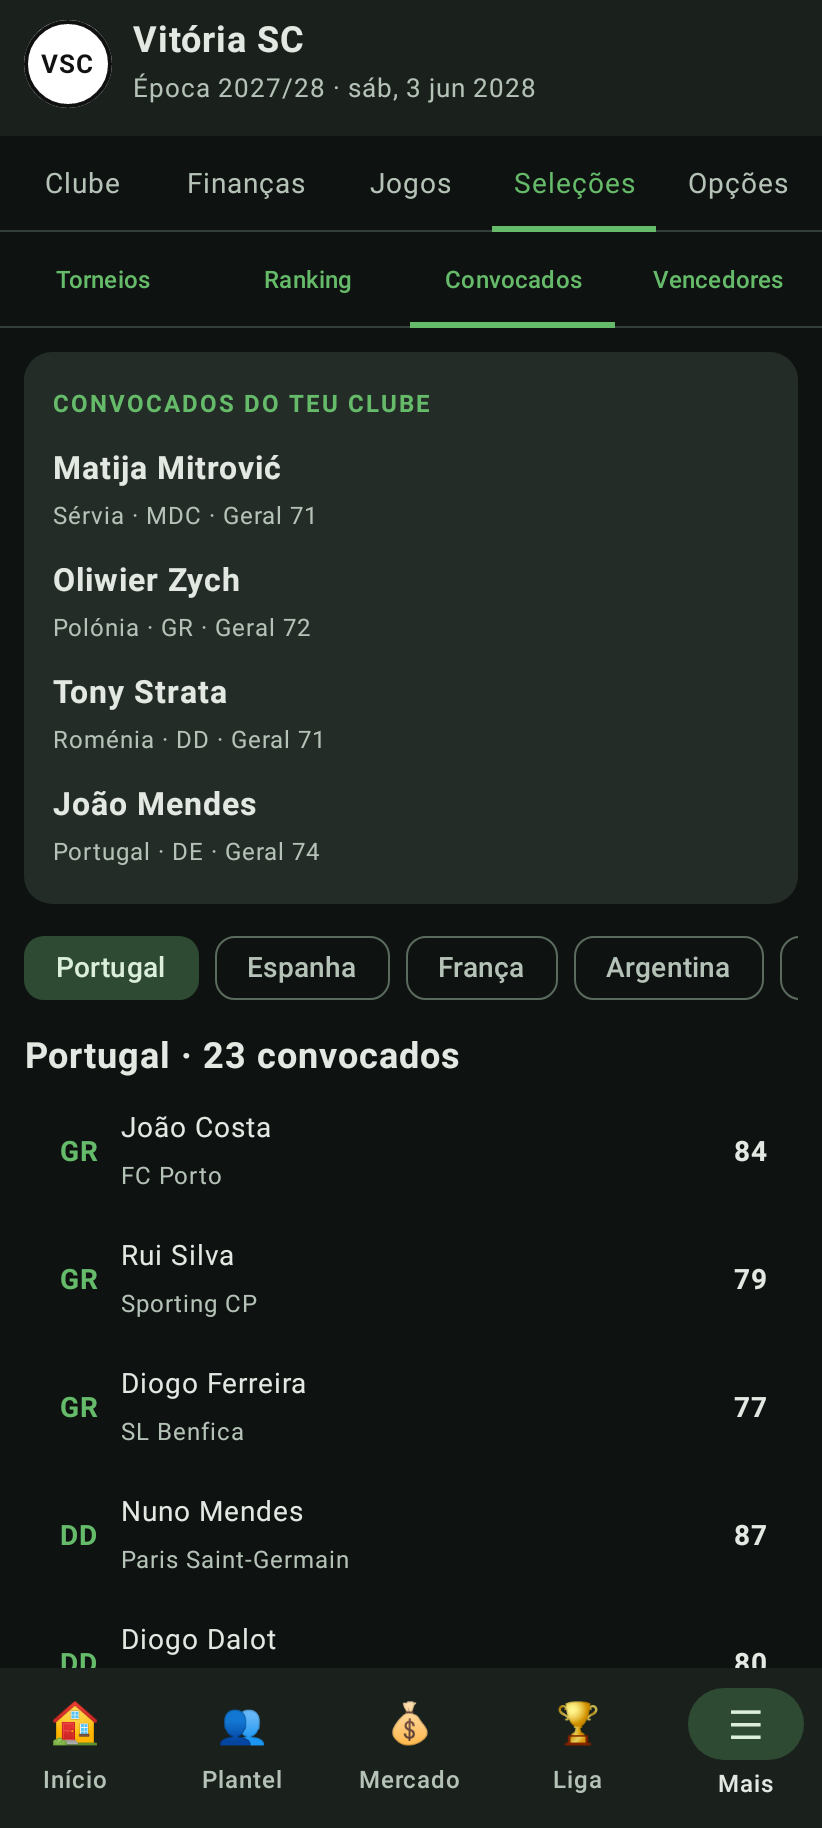 VSC
Vitória SC
Época 2027/28 · sáb, 3 jun 2028
Clube Finanças Jogos Seleções Opções
Torneios Ranking Convocados Vencedores
CONVOCADOS DO TEU CLUBE
Matija Mitrović
Sérvia · MDC · Geral 71
Oliwier Zych
Polónia · GR · Geral 72
Tony Strata
Roménia · DD · Geral 71
João Mendes
Portugal · DE · Geral 74
Portugal Espanha França Argentina
Portugal · 23 convocados
GR João Costa 84
FC Porto
GR Rui Silva 79
Sporting CP
GR Diogo Ferreira 77
SL Benfica
DD Nuno Mendes 87
Paris Saint-Germain
DD Diogo Dalot 80
Início Plantel Mercado Liga Mais